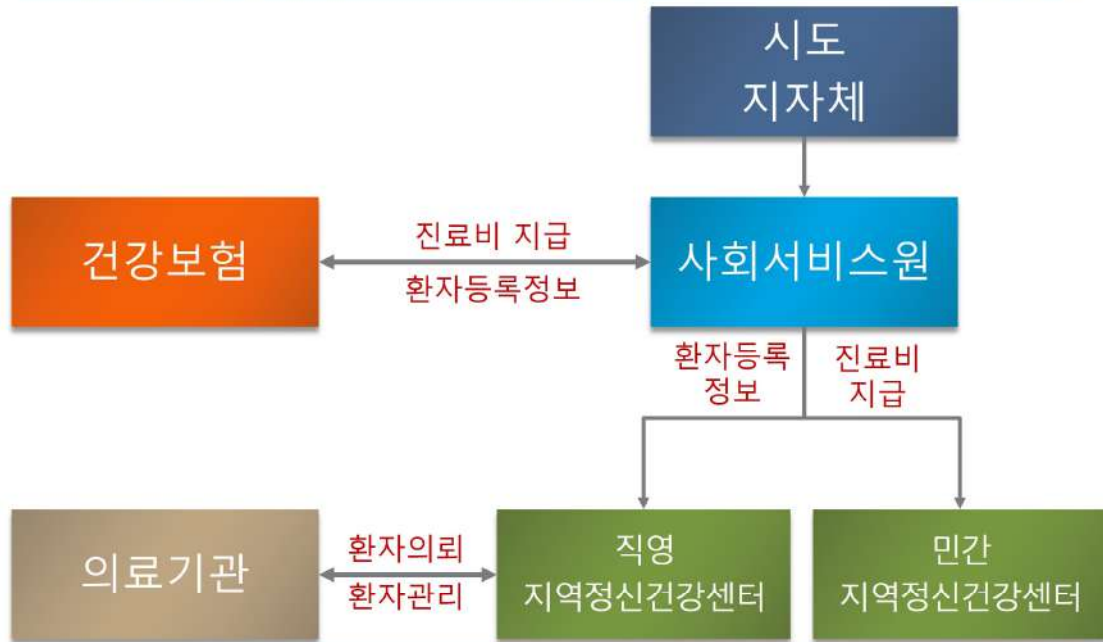 시도
지자체
건강보험
진료비 지급
환자등록정보
사회서비스원
환자등록
정보
진료비
지급
의료기관
환자의뢰
환자관리
직영
지역정신건강센터
민간
지역정신건강센터